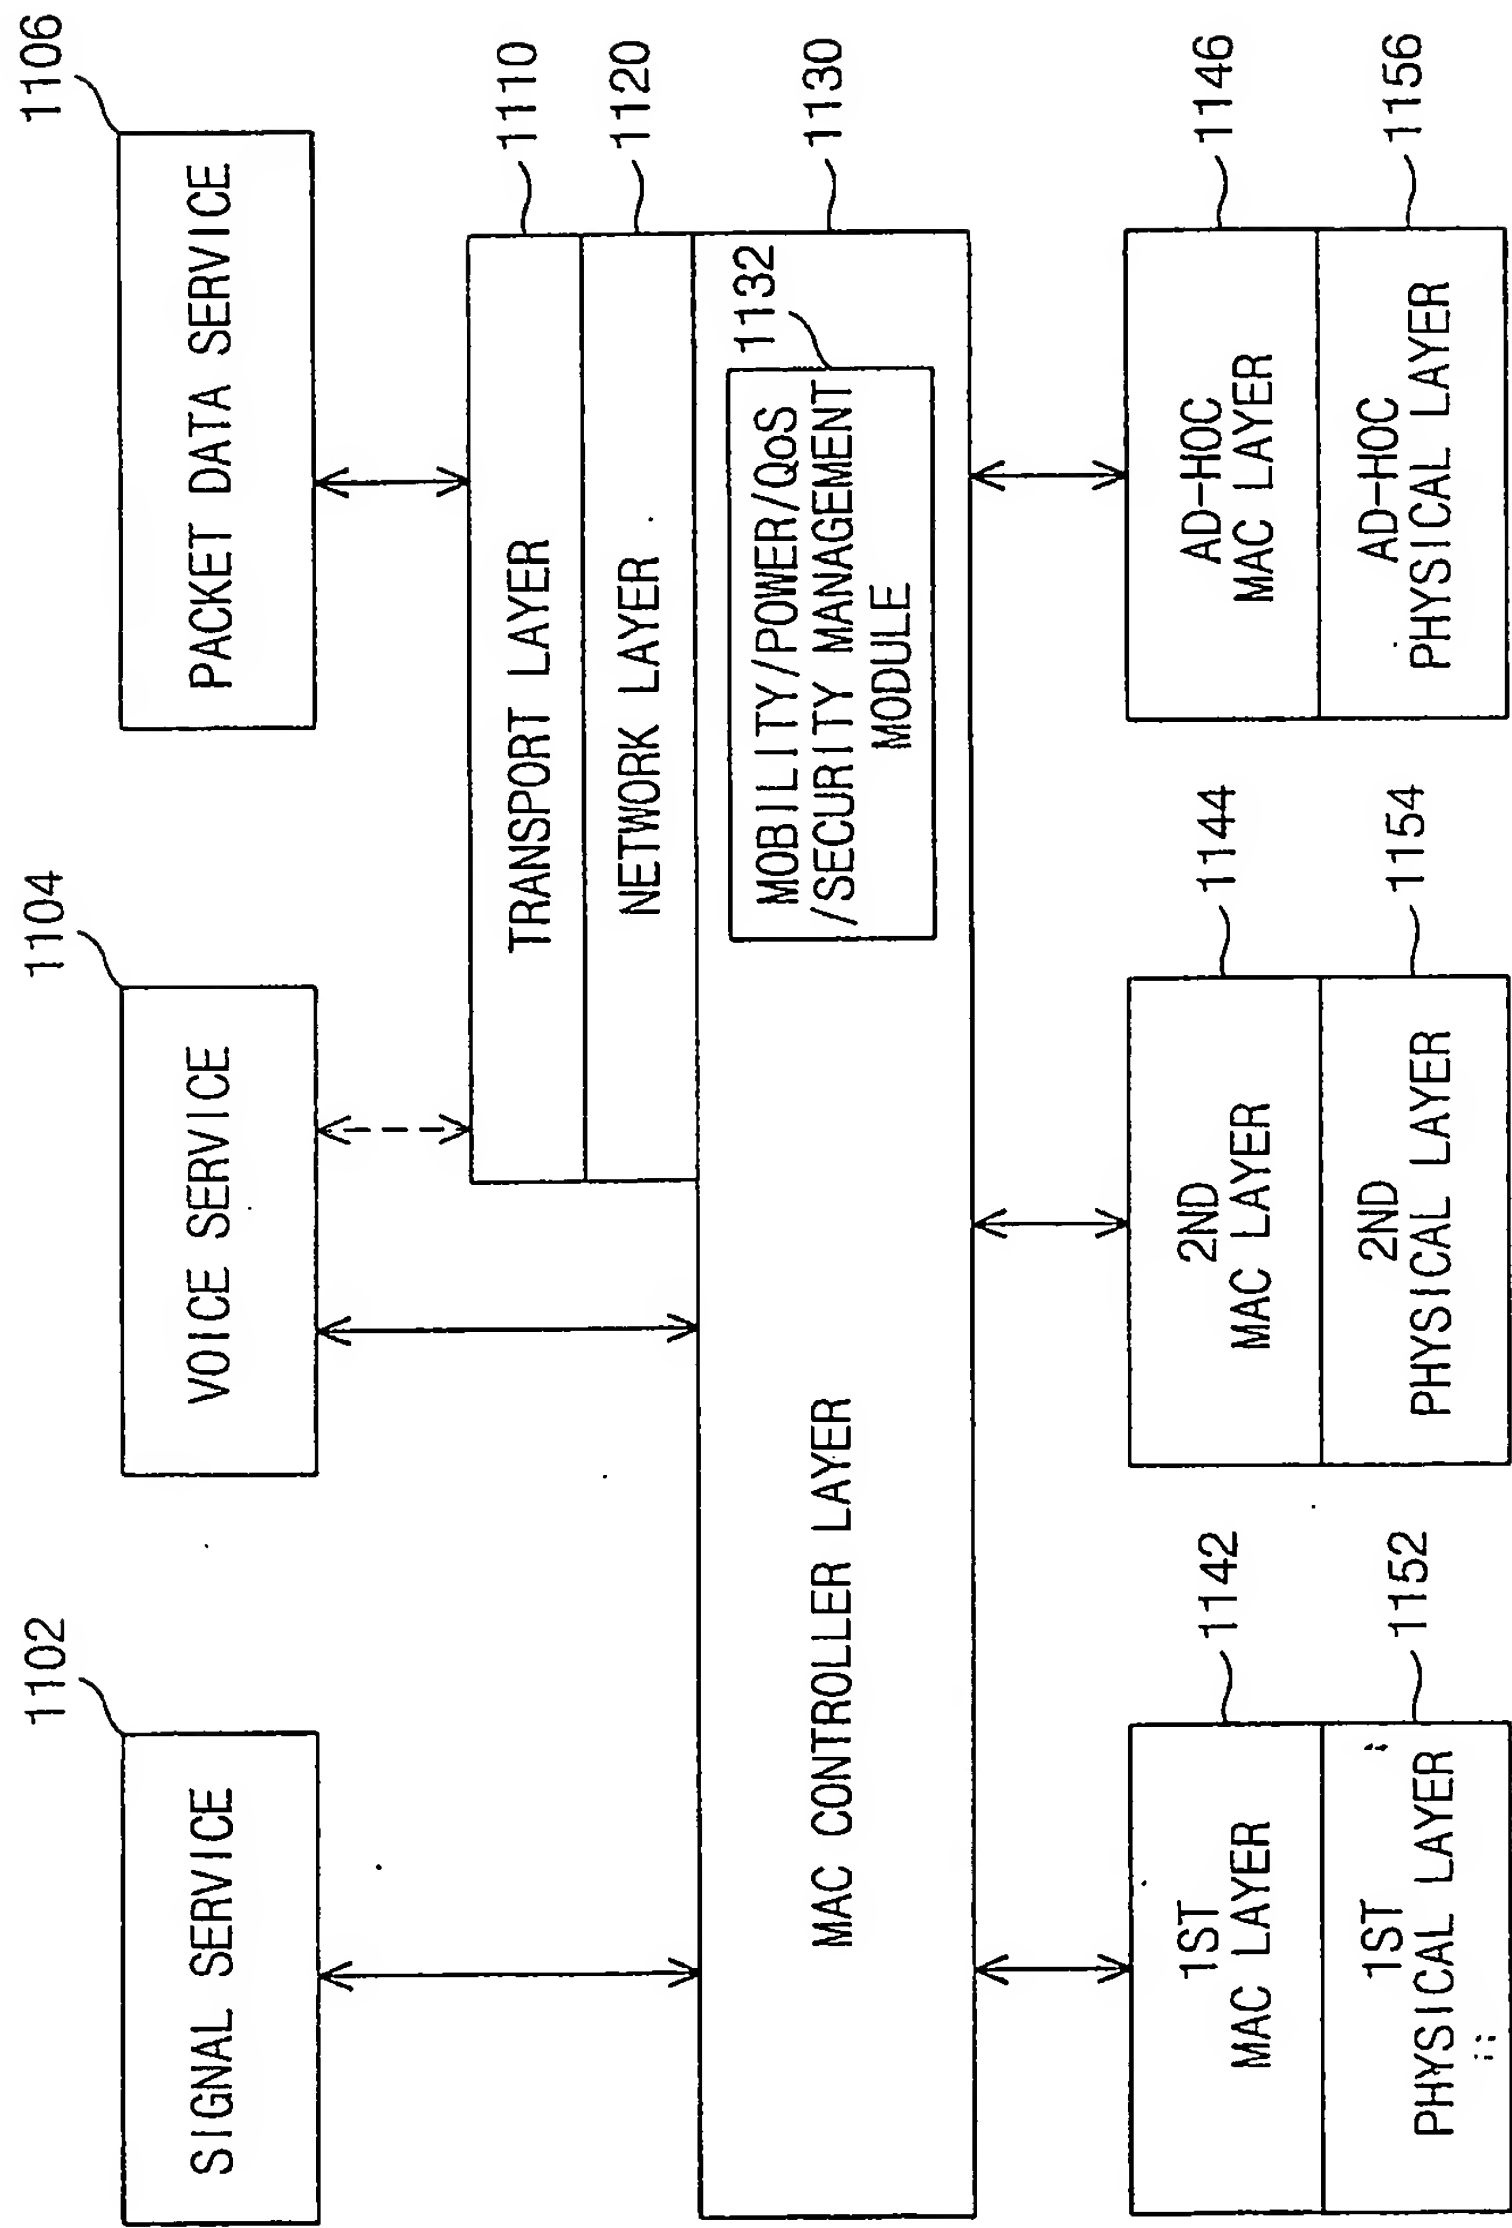 1102
1104
1106
SIGNAL SERVICE
VOICE SERVICE
PACKET DATA SERVICE
TRANSPORT LAYER
1110
NETWORK LAYER
1120
1130
1132
MOBILITY/POWER/QoS
/SECURITY MANAGEMENT
MODULE
MAC CONTROLLER LAYER
1ST
MAC LAYER
1142
1ST
PHYSICAL LAYER
1152
2ND
MAC LAYER
1144
2ND
PHYSICAL LAYER
1154
AD-HOC
MAC LAYER
1146
AD-HOC
PHYSICAL LAYER
1156